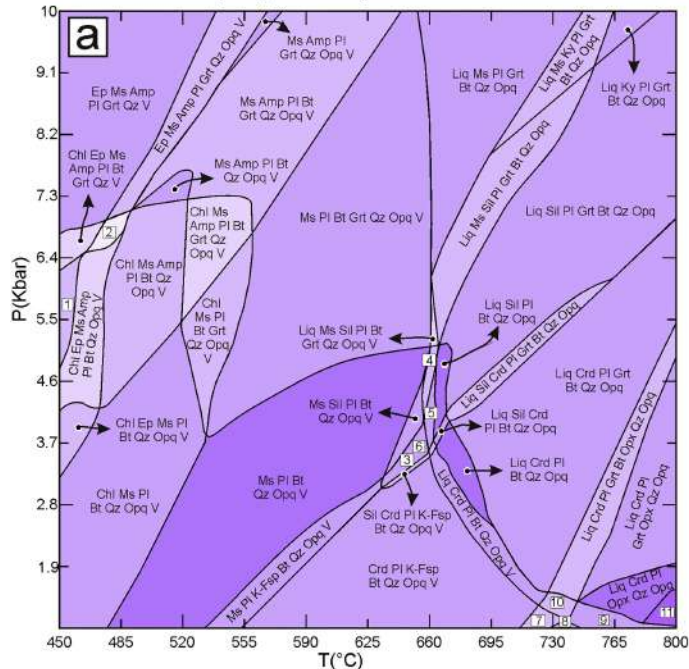 a
10
9.1
8.2
7.3
6.4
5.5
4.6
3.7
2.8
1.9
P(Kbar)
450
485
520
555
590
625
660
695
730
765
800
T(°C)
Ep Ms Amp
Pl Grt Qz V
Ep Ms Amp Pl Grt Qz Opq V
Ms Amp Pl
Grt Qz Opq V
Ms Amp Pl Bt
Grt Qz Opq V
Liq Ms Pl Grt
Bt Qz Opq
Liq Ms Ky Pl Grt
Bt Qz Opq
Liq Ky Pl Grt
Bt Qz Opq
Chl Ep Ms
Amp Pl Bt
Grt Qz V
Ms Amp Pl Bt
Qz Opq V
2
Chl Ms
Amp Pl Bt
Grt Qz
Opq V
Ms Pl Bt Grt Qz Opq V
Liq Ms Sil Pl Grt Bt Qz Opq
Liq Sil Pl Grt Bt Qz Opq
1
Chl Ep Ms Amp
Pl Bt Qz Opq V
Chl Ms Amp
Pl Bt Qz
Opq V
Chl
Ms
Pl Bt Grt
Qz Opq
V
Liq Ms Sil Pl Bt
Grt Qz Opq V
Liq Sil Pl
Bt Qz Opq
4
Liq Sil Crd Pl Grt Bt Qz Opq
Liq Crd Pl Grt
Bt Qz Opq
Ms Sil Pl Bt
Qz Opq V
5
Liq Sil Crd
Pl Bt Qz Opq
Chl Ep Ms Pl
Bt Qz Opq V
6
3
Liq Crd Pl
Bt Qz Opq
Chl Ms Pl
Bt Qz Opq V
Ms Pl Bt
Qz Opq V
Sil Crd Pl K-Fsp
Bt Qz Opq V
Liq Crd Pl Bt Qz Opq V
Liq Crd Pl Grt Bt Opx Qz Opq
Liq Crd Pl
Grt Opx Qz Opq
Ms Pl K-Fsp Bt Qz Opq V
Crd Pl K-Fsp
Bt Qz Opq V
Liq Crd Pl
Opx Qz Opq
10
7
8
9
11